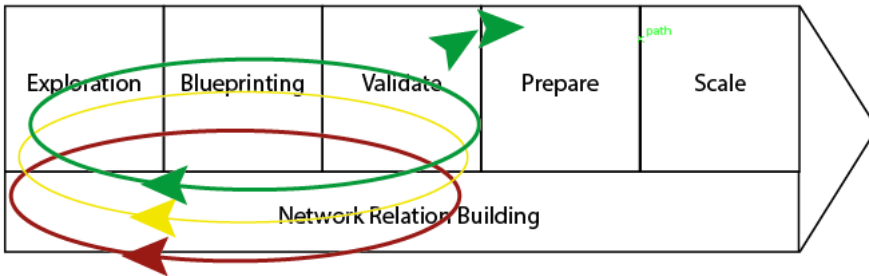 path
Exploration
Blueprinting
Validate
Prepare
Scale
Network Relation Building